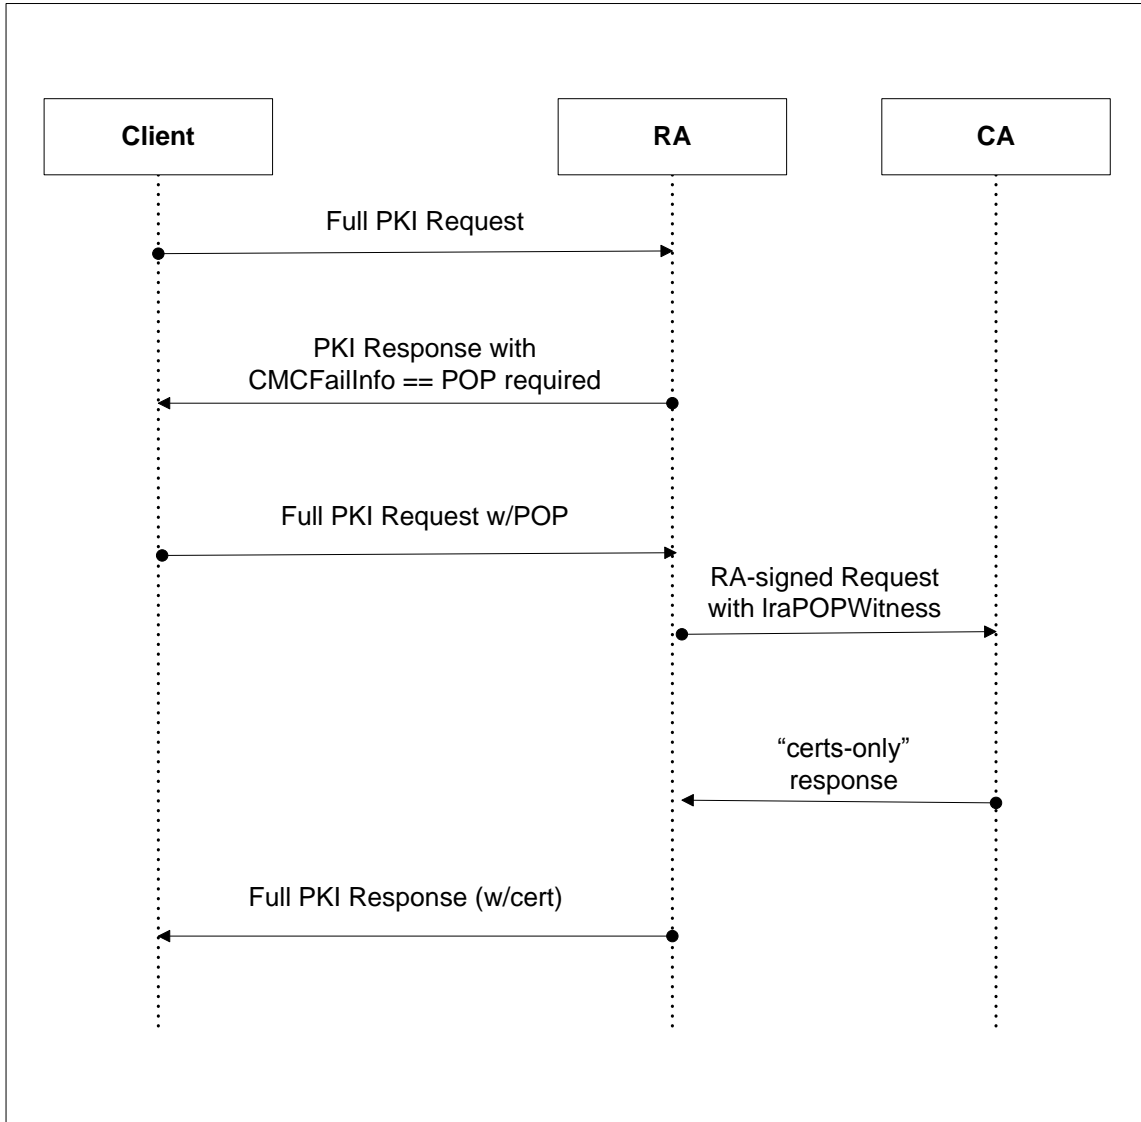 Client
RA
CA
Full PKI Request
PKI Response with
CMCFailInfo == POP required
Full PKI Request w/POP
RA-signed Request
with lraPOPWitness
“certs-only”
response
Full PKI Response (w/cert)